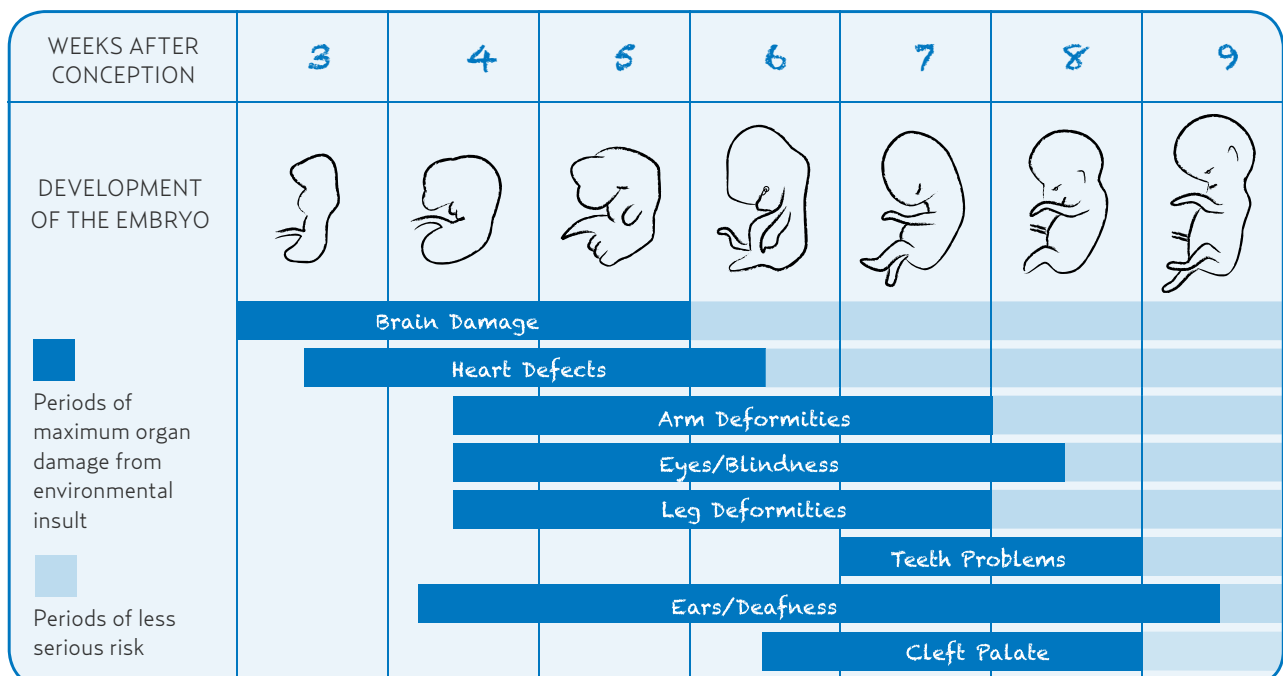 WEEKS AFTER
CONCEPTION
3 4 5 6 7 8 9
DEVELOPMENT
OF THE EMBRYO
Brain Damage
Heart Defects
Arm Deformities
Eyes/Blindness
Leg Deformities
Teeth Problems
Ears/Deafness
Cleft Palate
Periods of
maximum organ
damage from
environmental
insult
Periods of less
serious risk